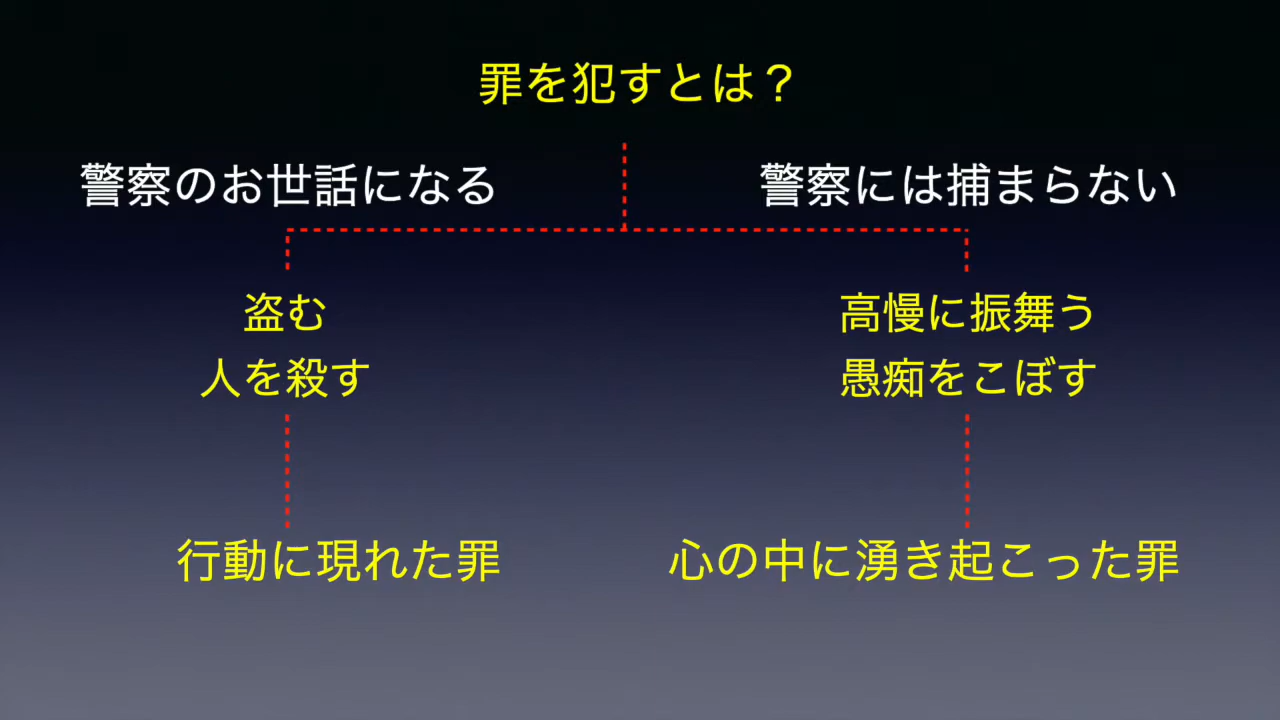 罪を犯すとは？
警察のお世話になる
警察には捕まらない
盗む
人を殺す
高慢に振舞う
愚痴をこぼす
行動に現れた罪
心の中に湧き起こった罪